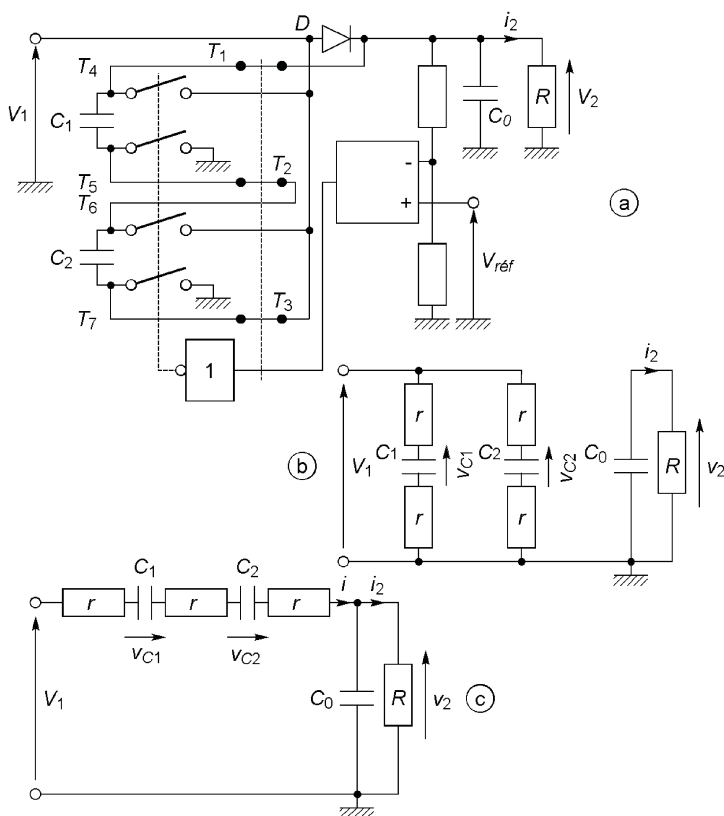 D
i2
T4
T1
V1
C1
C0
R
V2
T5
T2
T6
-
+
a
C2
Vréf
T7
T3
1
i2
r
r
b
V1
C1
vC1
C2
vC2
C0
R
v2
r
r
C1
C2
r
r
r
i
i2
vC1
vC2
V1
C0
R
v2
c